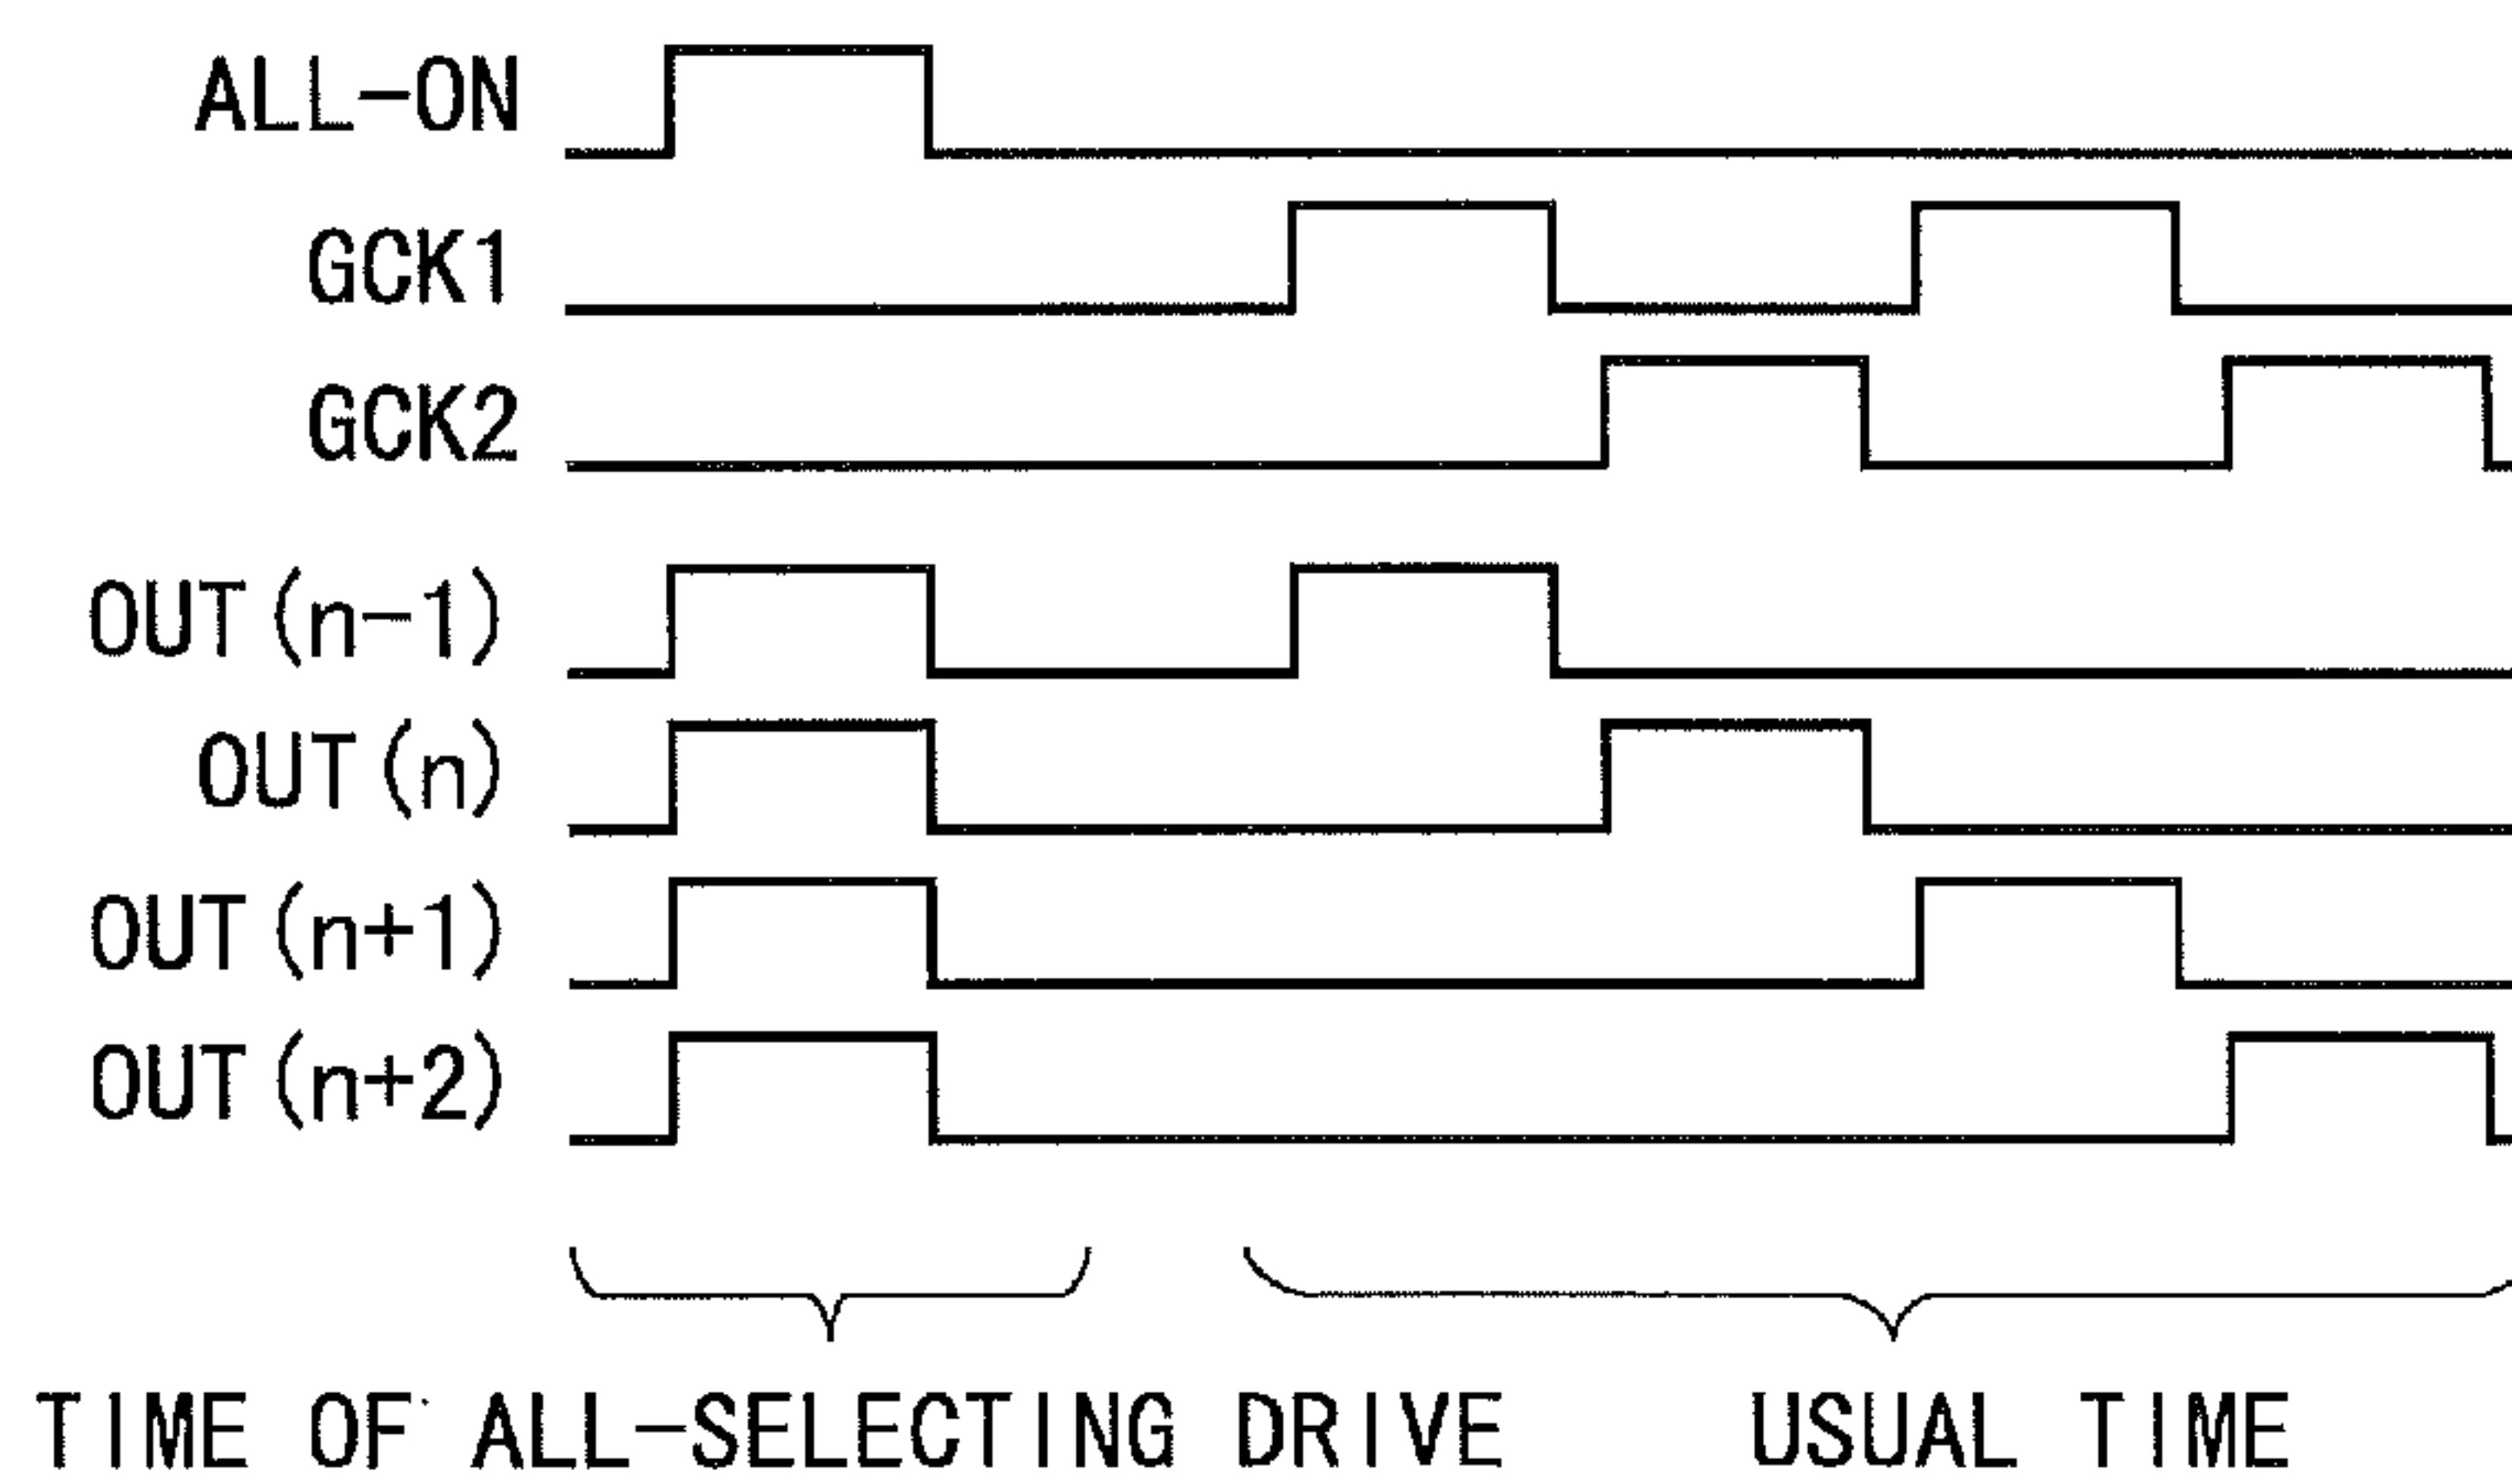 ALL-ON
GCK1
GCK2
OUT(n-1)
OUT(n)
OUT(n+1)
OUT(n+2)
TIME OF ALL-SELECTING DRIVE
USUAL TIME